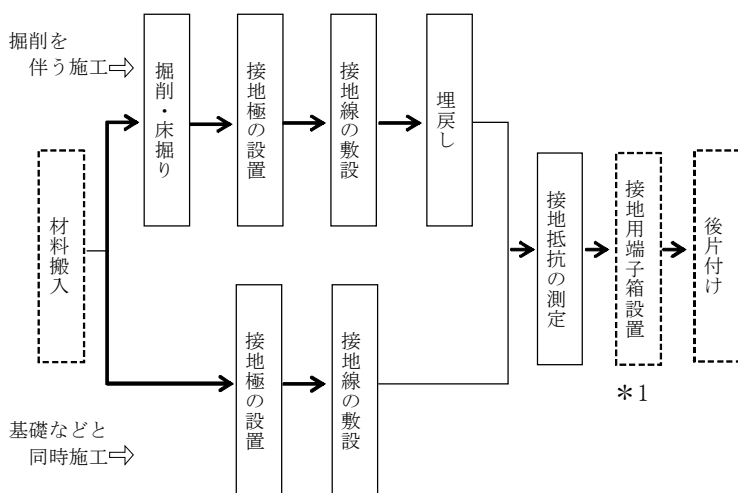 掘削を
伴う施工⇨
掘削・床掘り
接地極の設置
接地線の敷設
埋戻し
材料搬入
接地抵抗の測定
接地用端子箱設置
後片付け
接地極の設置
接地線の敷設
＊1
基礎などと
同時施工⇨